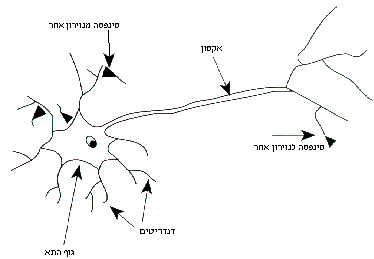 סינפסה מנוירון אחר
אקסון
סינפסה לנוירון אחר
דנדריטים
גוף התא